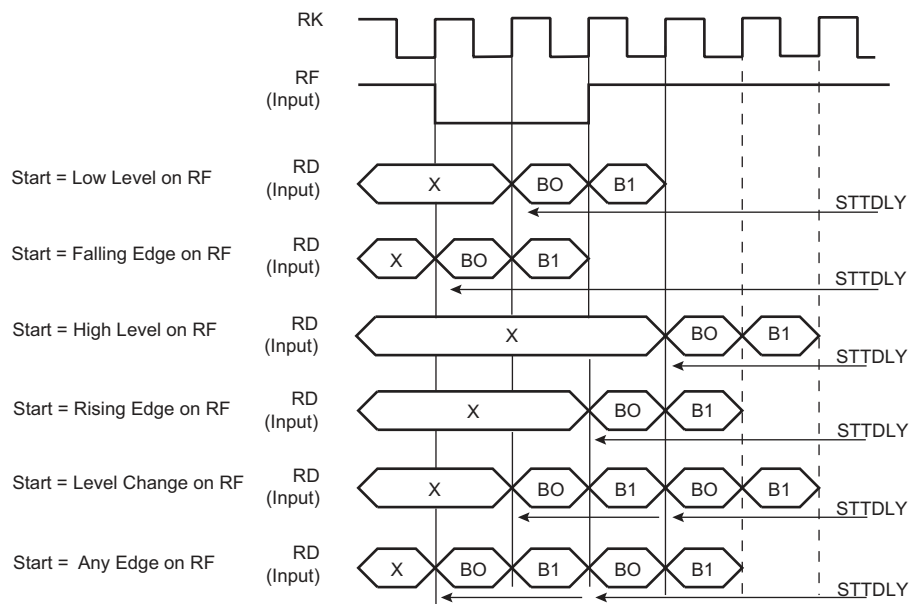 RK
RF
(Input)
Start = Low Level on RF
RD
(Input)
X
BO
B1
STTDLY
Start = Falling Edge on RF
RD
(Input)
X
BO
B1
STTDLY
Start = High Level on RF
RD
(Input)
X
BO
B1
STTDLY
Start = Rising Edge on RF
RD
(Input)
X
BO
B1
STTDLY
Start = Level Change on RF
RD
(Input)
X
BO
B1
BO
B1
STTDLY
Start = Any Edge on RF
RD
(Input)
X
BO
B1
BO
B1
STTDLY